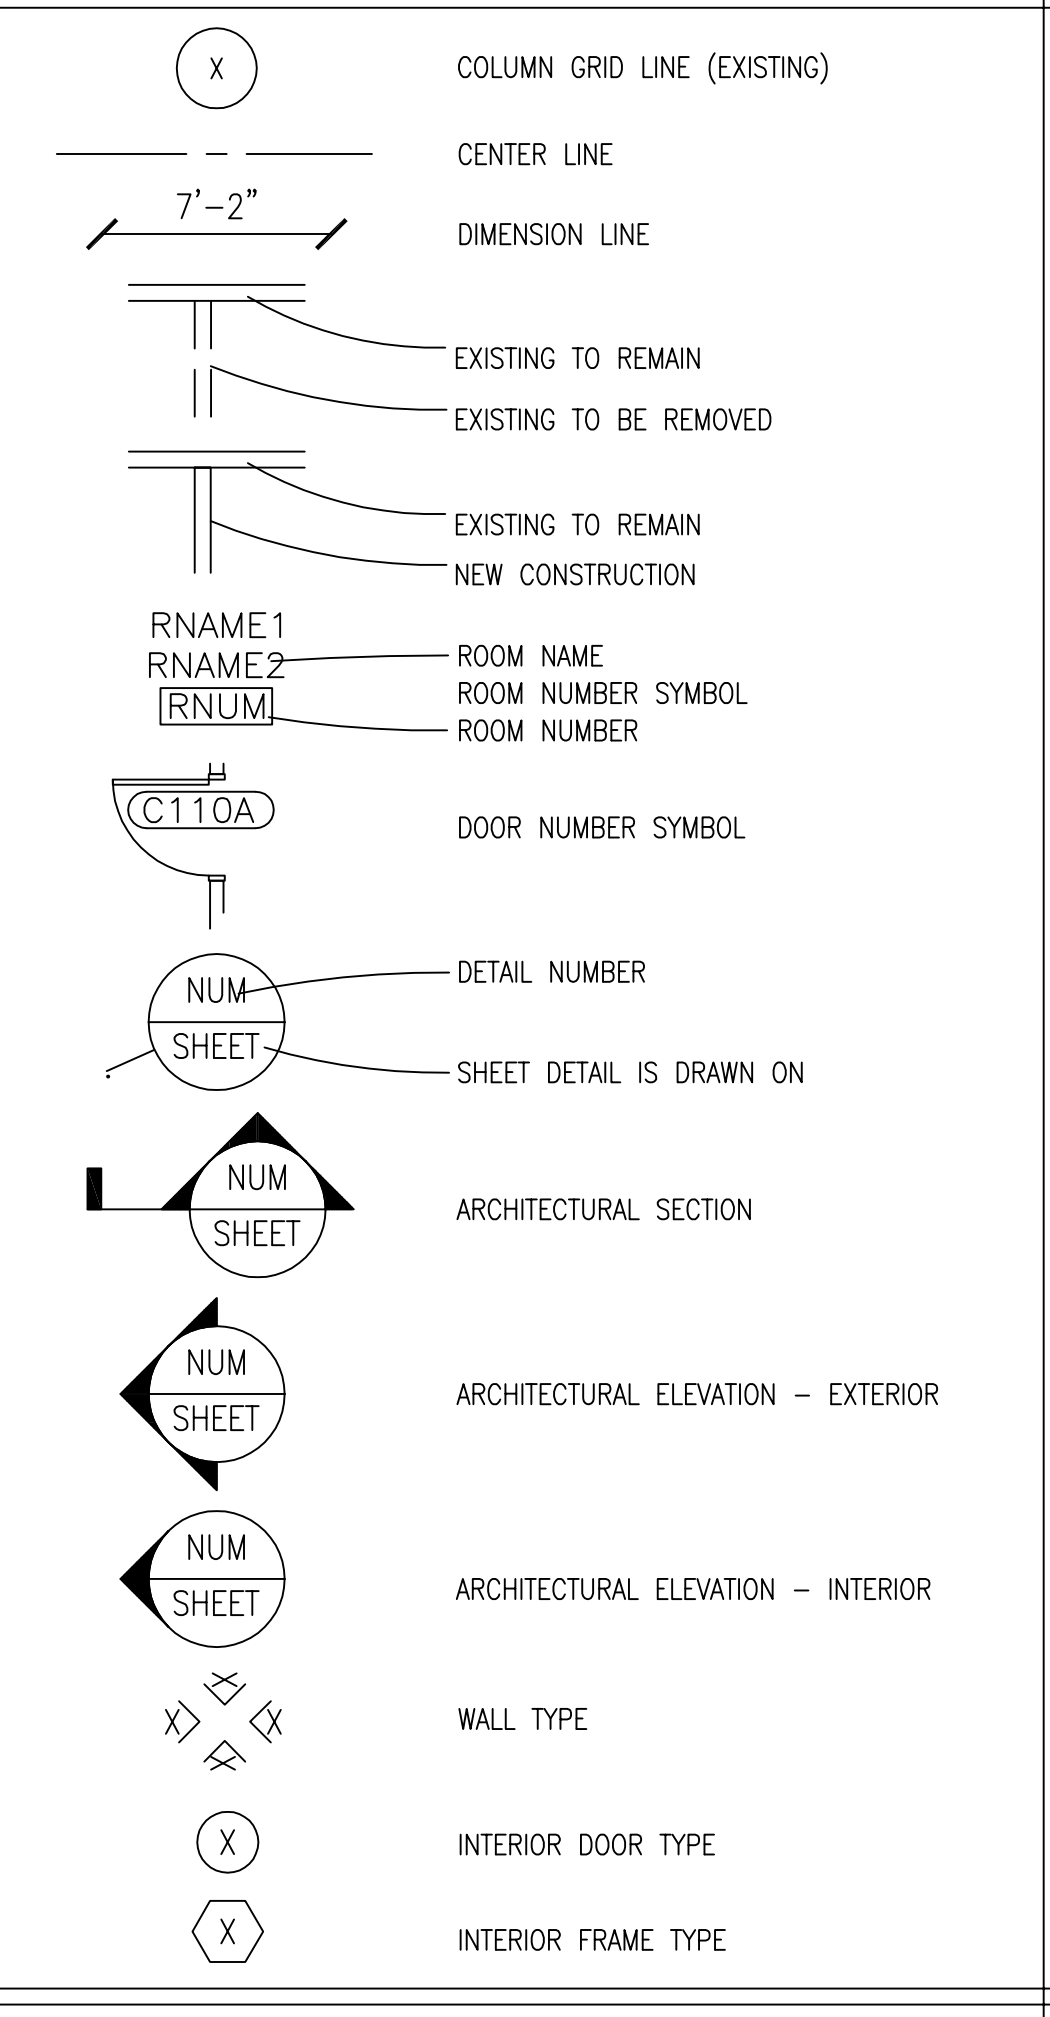 X COLUMN GRID LINE (EXISTING)
CENTER LINE
7'-2"
DIMENSION LINE
EXISTING TO REMAIN
EXISTING TO BE REMOVED
EXISTING TO REMAIN
NEW CONSTRUCTION
RNAME1
RNAME2 ROOM NAME
ROOM NUMBER SYMBOL
RNUM ROOM NUMBER
C110A DOOR NUMBER SYMBOL
NUM DETAIL NUMBER
SHEET SHEET DETAIL IS DRAWN ON
NUM
SHEET
ARCHITECTURAL SECTION
NUM
SHEET
ARCHITECTURAL ELEVATION – EXTERIOR
NUM
SHEET
ARCHITECTURAL ELEVATION – INTERIOR
X
X X
X
WALL TYPE
X INTERIOR DOOR TYPE
X INTERIOR FRAME TYPE